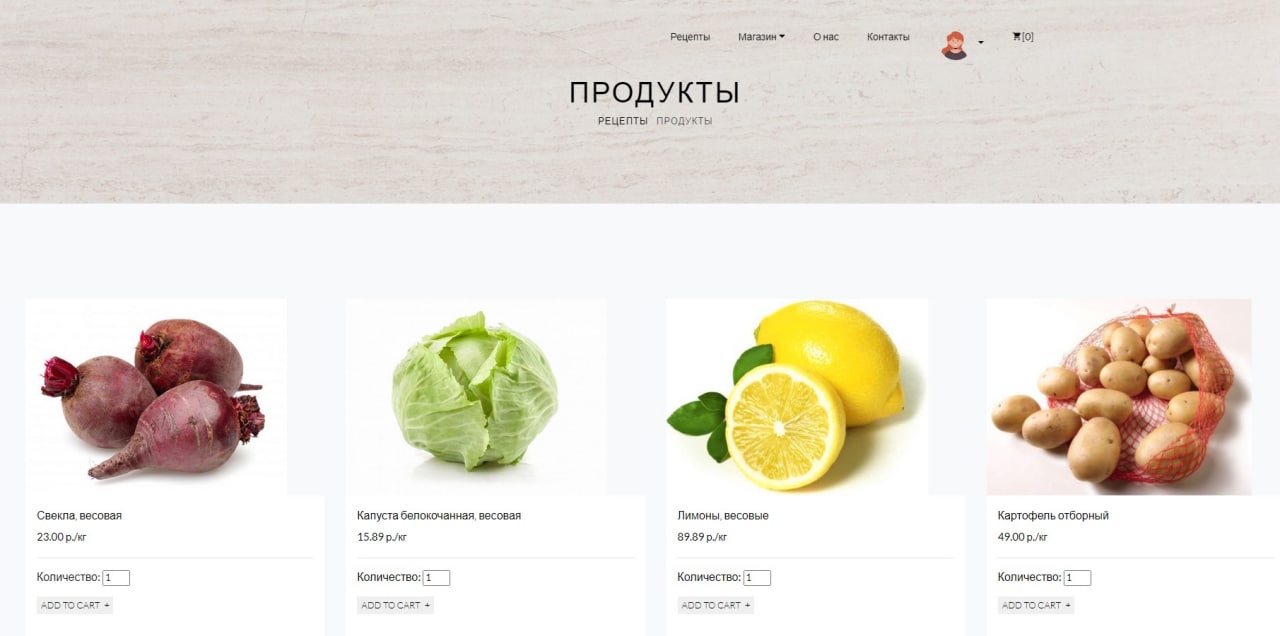 Рецепты Магазин О нас Контакты [0]
ПРОДУКТЫ
РЕЦЕПТЫ ПРОДУКТЫ
Свекла, весовая
23.00 р./кг
Количество: 1
ADD TO CART +
Капуста белокочанная, весовая
15.89 р./кг
Количество: 1
ADD TO CART +
Лимоны, весовые
89.89 р./кг
Количество: 1
ADD TO CART +
Картофель отборный
49.00 р./кг
Количество: 1
ADD TO CART +